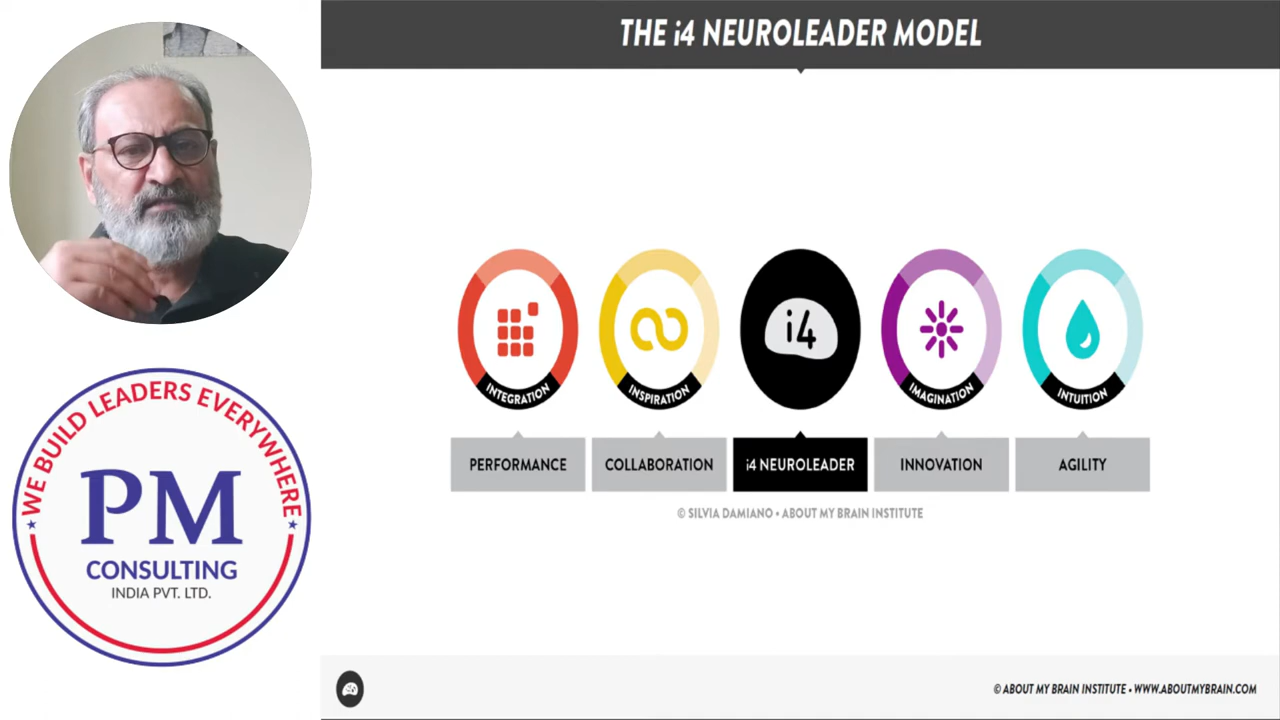 THE i4 NEUROLEADER MODEL
WE BUILD LEADERS EVERYWHERE
PM
CONSULTING
INDIA PVT. LTD.
i4
INTEGRATION
INSPIRATION
IMAGINATION
INTUITION
PERFORMANCE
COLLABORATION
i4 NEUROLEADER
INNOVATION
AGILITY
© SILVIA DAMIANO • ABOUT MY BRAIN INSTITUTE
© ABOUT MY BRAIN INSTITUTE • WWW.ABOUTMYBRAIN.COM